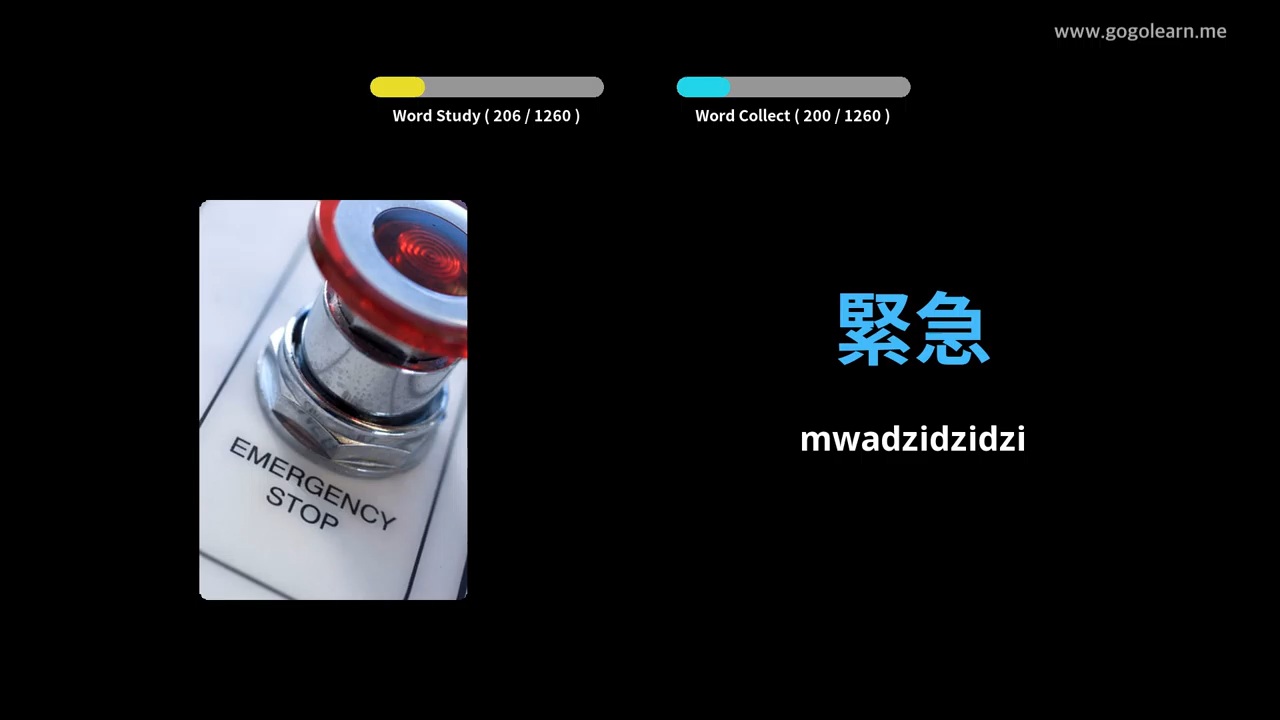 www.gogolearn.me
Word Study ( 206 / 1260 )
Word Collect ( 200 / 1260 )
EMERGENCY
STOP
緊急
mwadzidzidzi